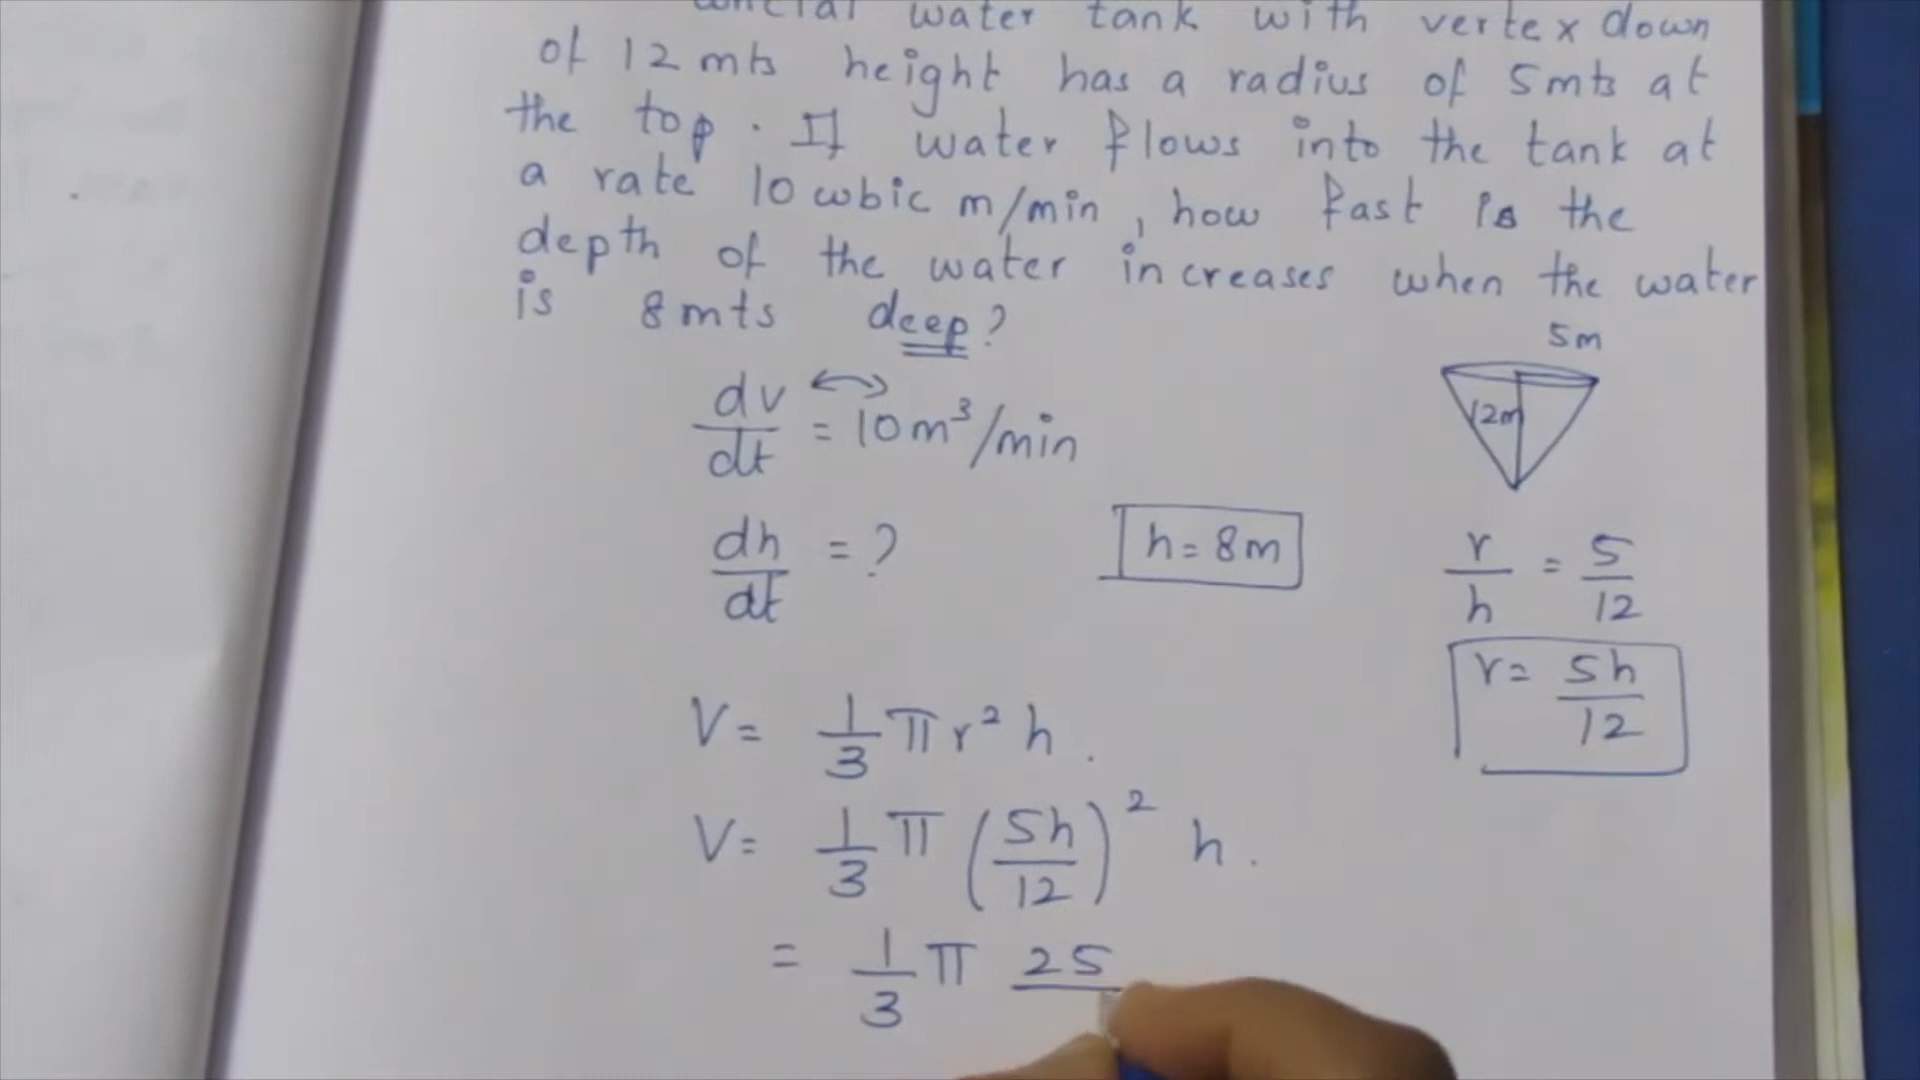 water tank with vertex down
of 12 mts height has a radius of 5mts at
the top. If water flows into the tank at
a rate 10 cubic m/min, how fast is the
depth of the water increases when the water
is 8mts deep?
5m
12m
dv/dt = 10m³/min
dh/dt = ?
h = 8m
r/h = 5/12
r = 5h/12
V = 1/3 π r² h.
V = 1/3 π (5h/12)² h.
= 1/3 π 25